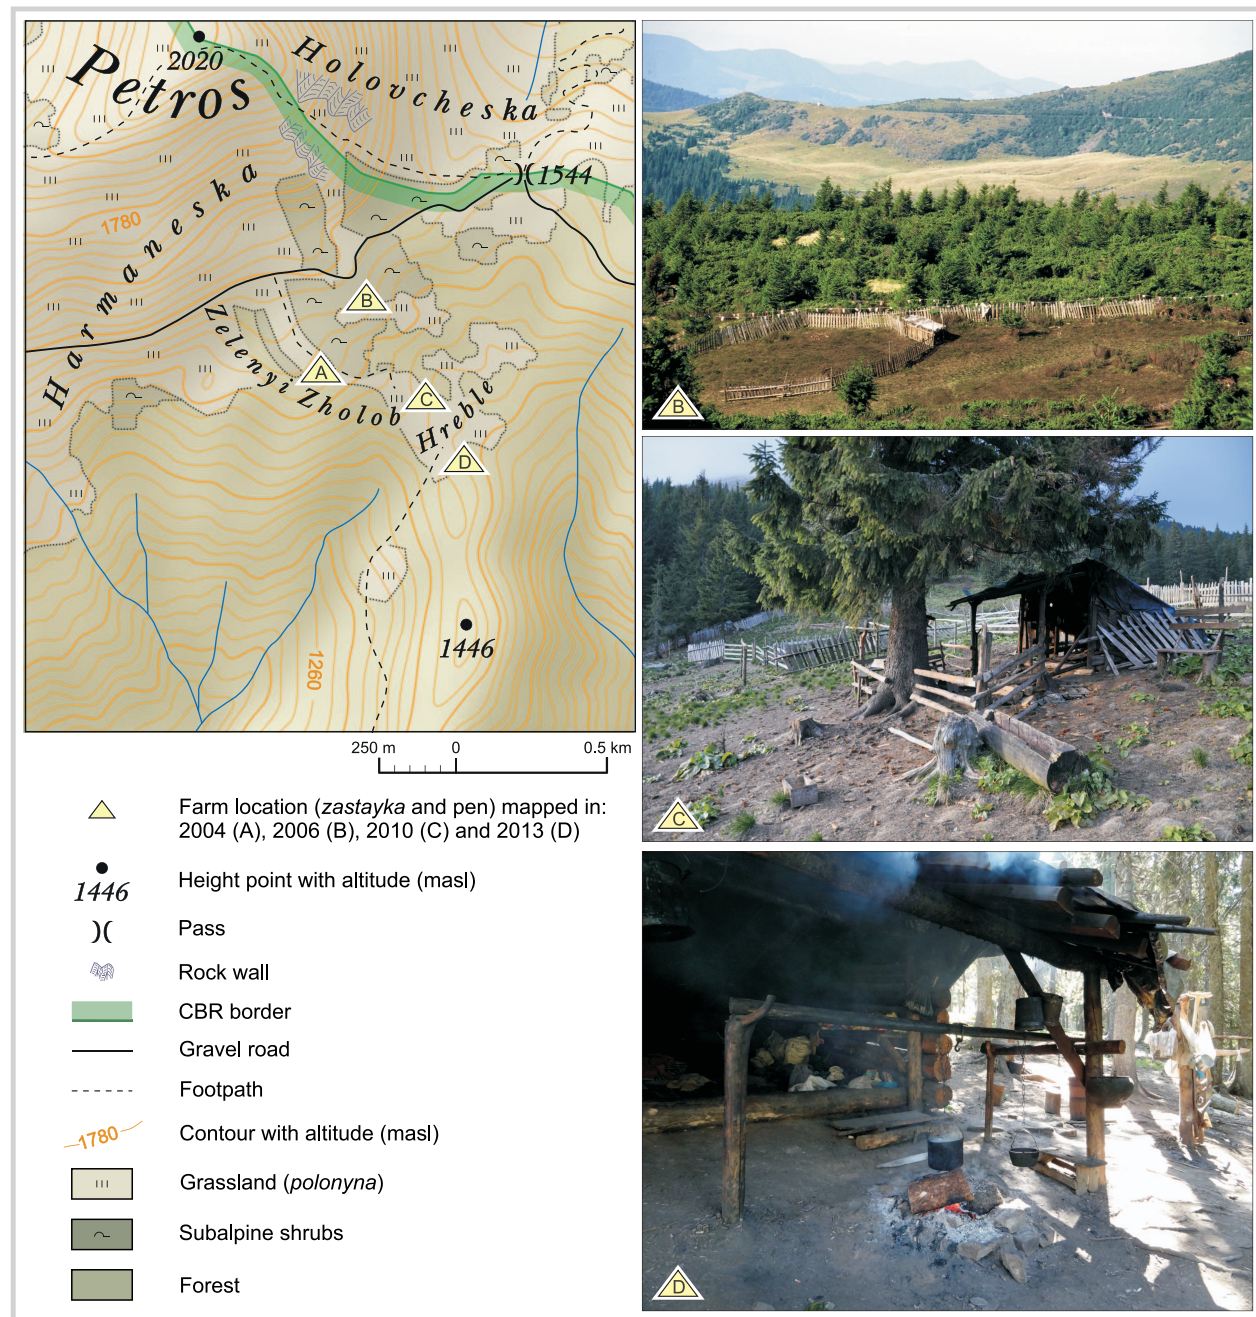 2020
Petros
Holovcheska
1544
Harmaneska
1780
B
Zelenyi Zholob
A
C
Hreble
D
1446
1260
250 m 0 0.5 km
Farm location (zastayka and pen) mapped in:
2004 (A), 2006 (B), 2010 (C) and 2013 (D)
1446 Height point with altitude (masl)
)( Pass
Rock wall
CBR border
Gravel road
Footpath
1780 Contour with altitude (masl)
Grassland (polonyna)
Subalpine shrubs
Forest
B
C
D